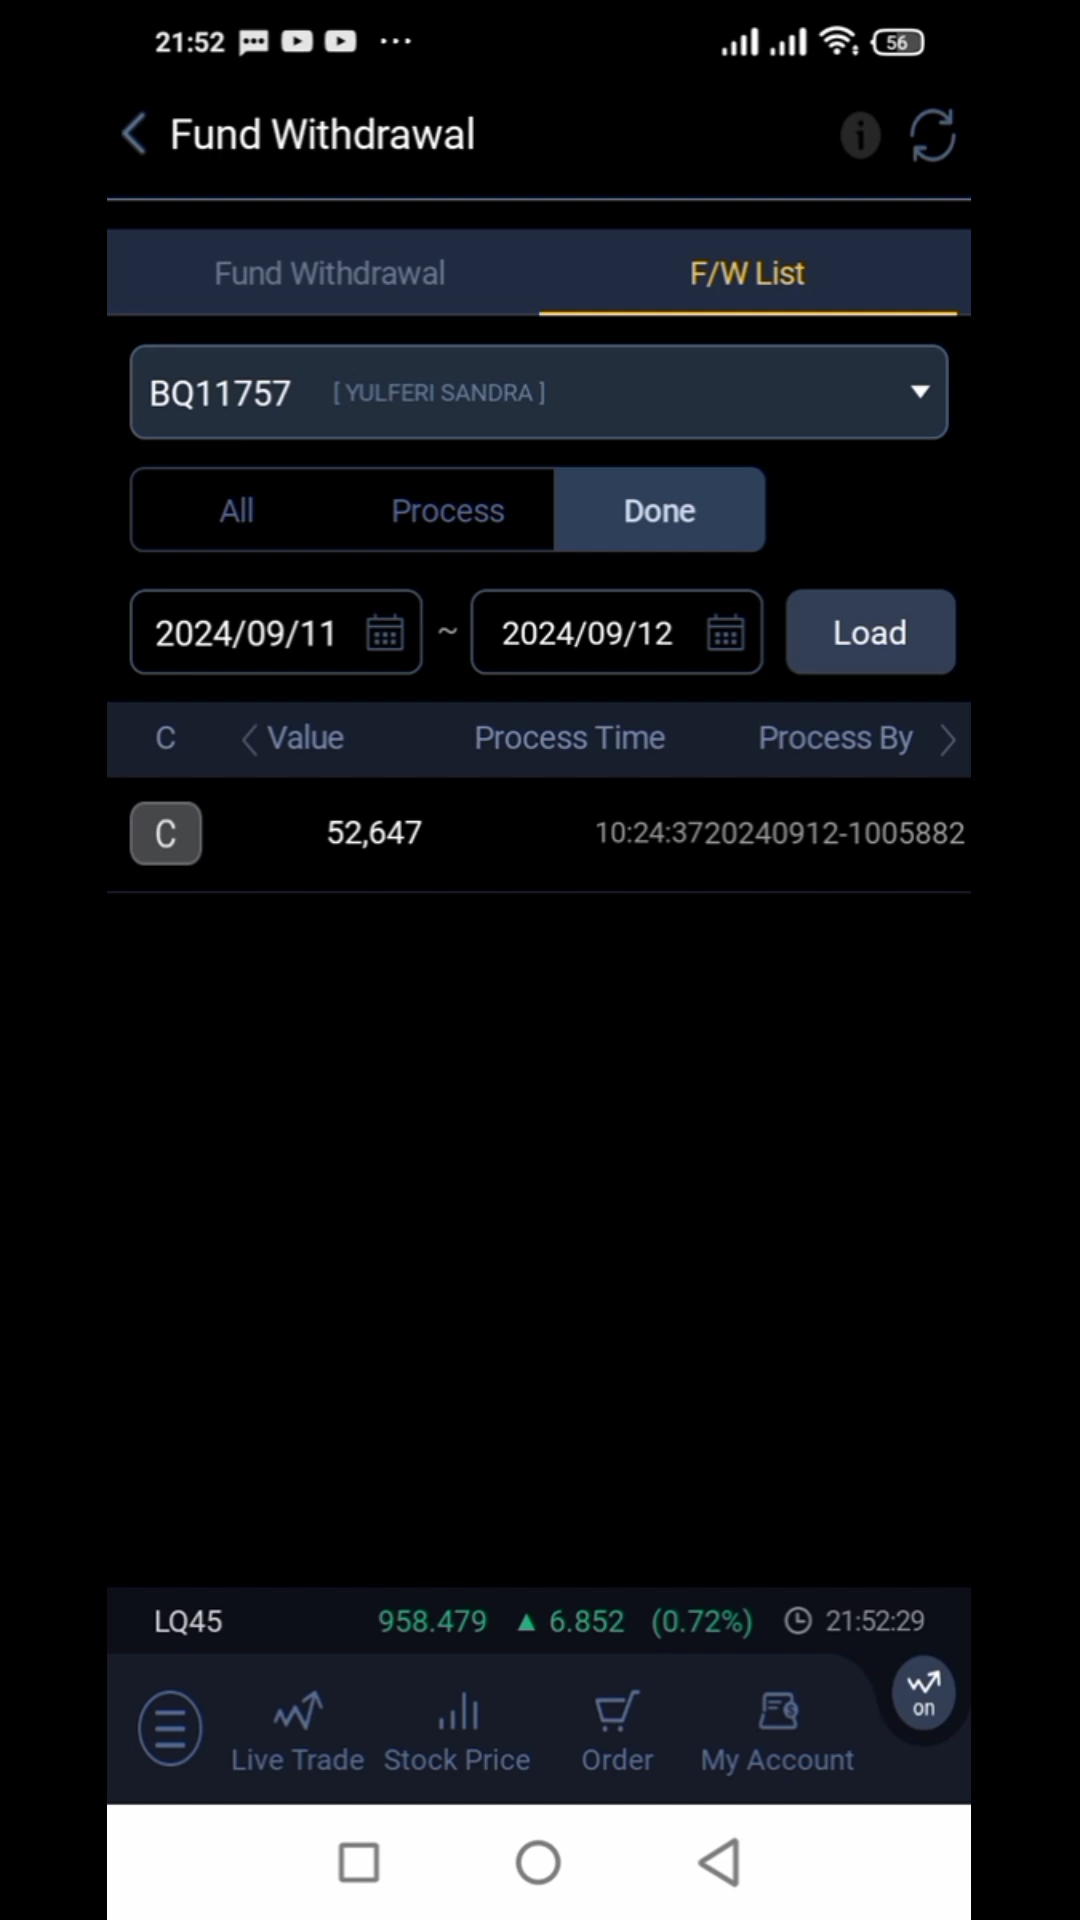 21:52 56
Fund Withdrawal
Fund Withdrawal F/W List
BQ11757 [ YULFERI SANDRA ]
All Process Done
2024/09/11 ~ 2024/09/12 Load
C Value Process Time Process By
C 52,647 10:24:3720240912-1005882
LQ45 958.479 ▲ 6.852 (0.72%) 21:52:29
on
Live Trade Stock Price Order My Account